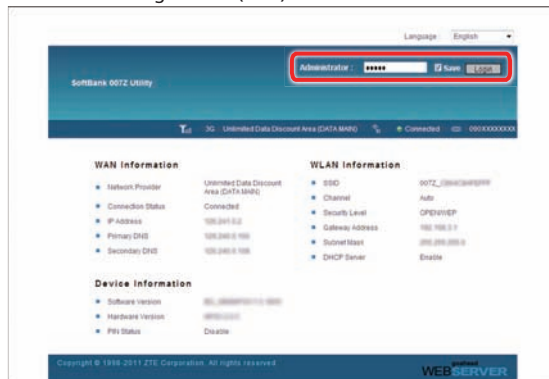 Language: English
Administrator : ●●●●● Save Login
SoftBank 007Z Utility
3G Unlimited Data Discount Area (DATA MAIN) Connected 090XXXXXXXX
WAN Information
Network Provider Unlimited Data Discount Area (DATA MAIN)
Connection Status Connected
IP Address
Primary DNS
Secondary DNS
WLAN Information
SSID 007Z_
Channel Auto
Security Level OPEN/WEP
Gateway Address
Subnet Mask
DHCP Server Enable
Device Information
Software Version
Hardware Version
PIN Status Disable
Copyright © 1998-2011 ZTE Corporation. All rights reserved
WEBSERVER